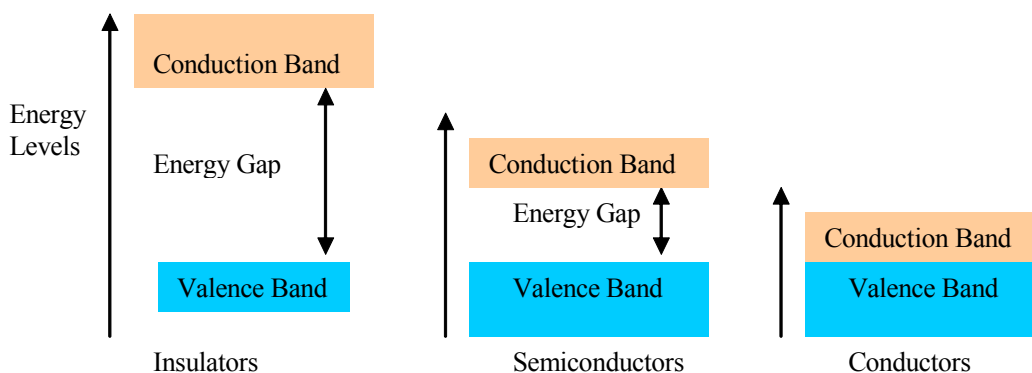 Conduction Band
Energy
Levels
Energy Gap
Valence Band
Insulators
Conduction Band
Energy Gap
Valence Band
Semiconductors
Conduction Band
Valence Band
Conductors